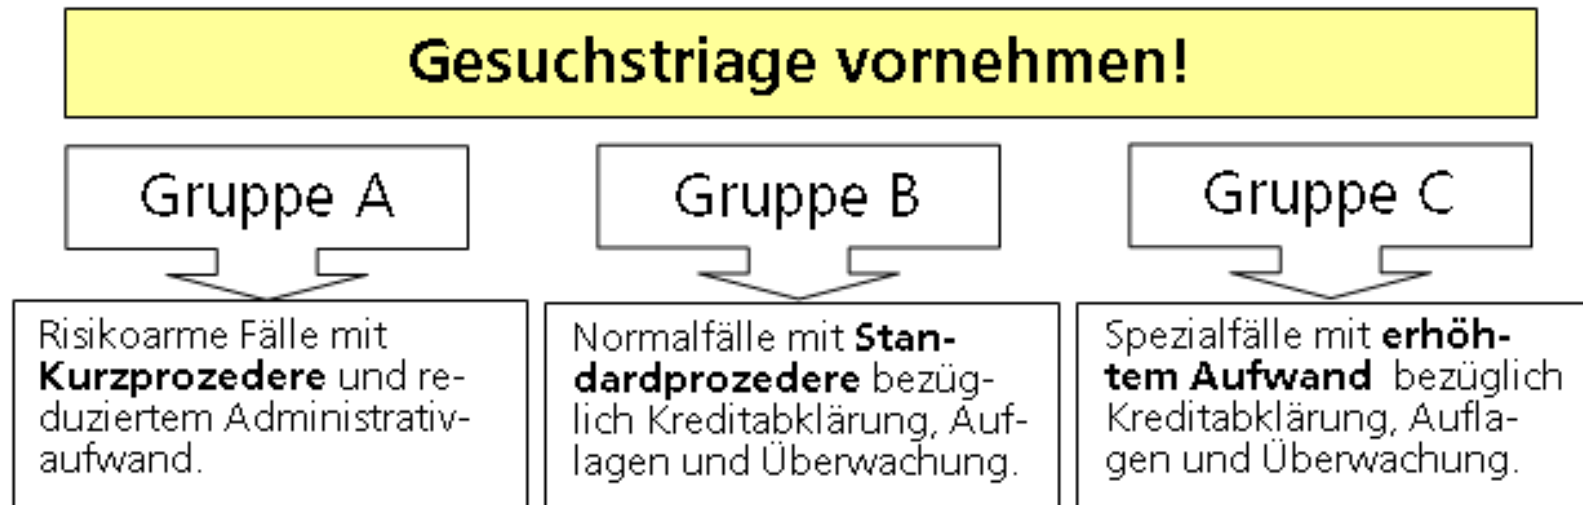 Gesuchstriage vornehmen!
Gruppe A
Gruppe B
Gruppe C
Risikoarme Fälle mit
Kurzprozedere und re-
duziertem Administrativ-
aufwand.
Normalfälle mit Stan-
dardprozedere bezüg-
lich Kreditabklärung, Auf-
lagen und Überwachung.
Spezialfälle mit erhöh-
tem Aufwand bezüglich
Kreditabklärung, Aufla-
gen und Überwachung.